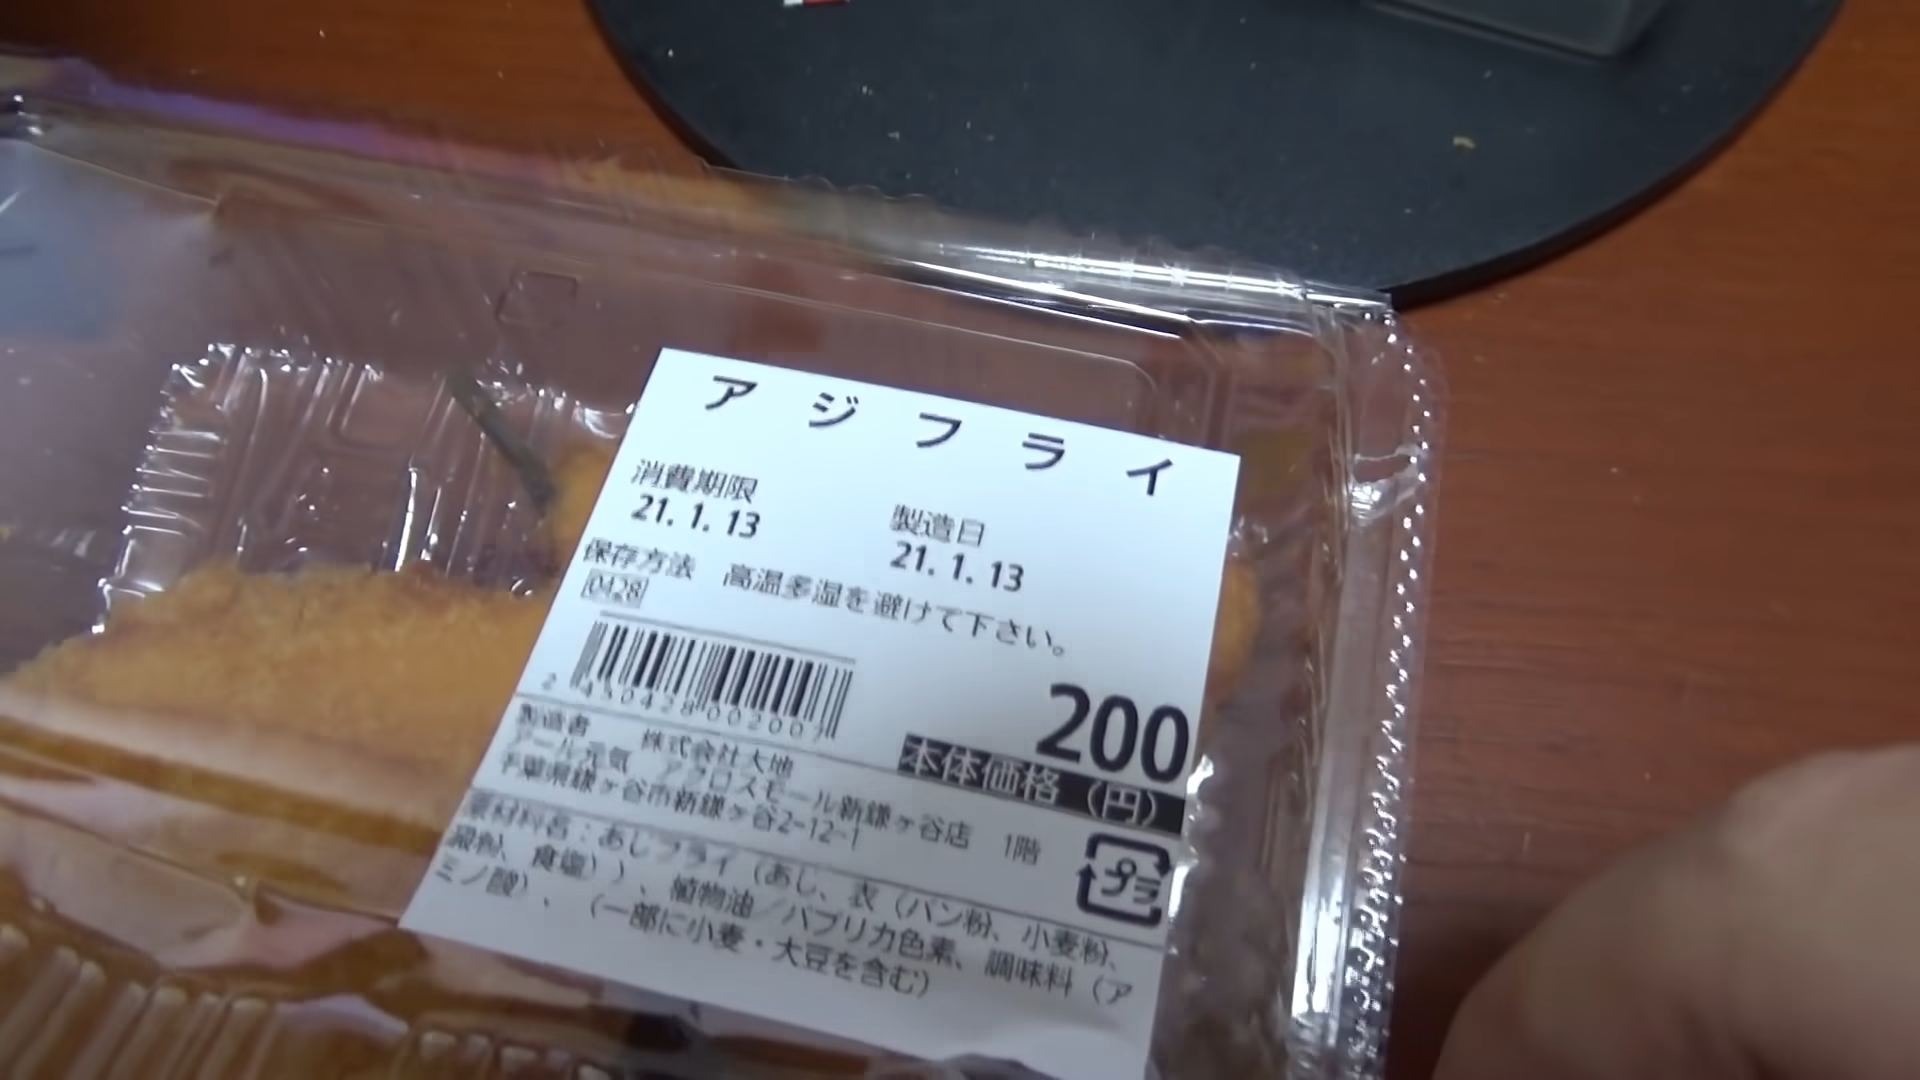 アジフライ
消費期限 製造日
21.1.13 21.1.13
保存方法 高温多湿を避けて下さい。
0428
2 450428 002007
200
本体価格（円）
製造者 株式会社大地
アール元気 アクロスモール新鎌ヶ谷店 1階
千葉県鎌ヶ谷市新鎌ヶ谷2-12-1
プラ
原材料名：あじフライ（あじ、衣（パン粉、小麦粉、
澱粉、食塩））、植物油／パプリカ色素、調味料（ア
ミノ酸）、（一部に小麦・大豆を含む）